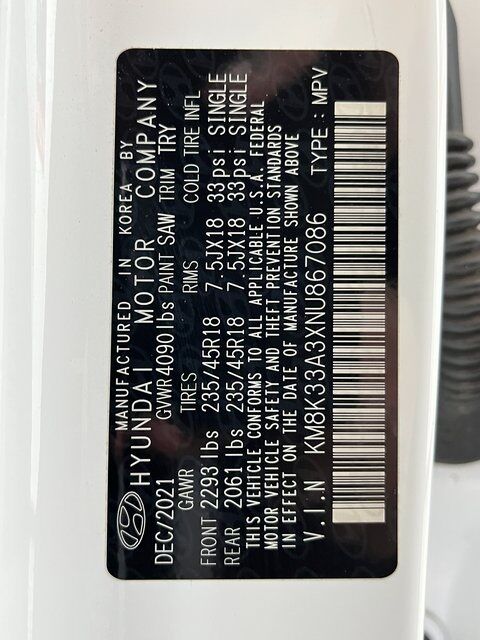 MANUFACTURED IN KOREA BY
HYUNDAI MOTOR COMPANY
DEC/2021 GVWR 4090lbs PAINT SAW TRIM TRY
GAWR TIRES RIMS COLD TIRE INFL
FRONT 2293 lbs 235/45R18 7.5JX18 33psi SINGLE
REAR 2061 lbs 235/45R18 7.5JX18 33psi SINGLE
THIS VEHICLE CONFORMS TO ALL APPLICABLE U.S.A. FEDERAL
MOTOR VEHICLE SAFETY AND THEFT PREVENTION STANDARDS
IN EFFECT ON THE DATE OF MANUFACTURE SHOWN ABOVE
V.I.N KM8K33A3XNU867086 TYPE: MPV